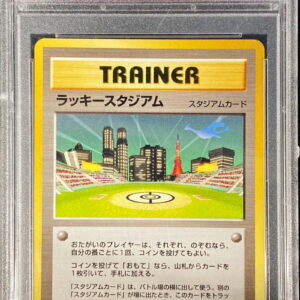 TRAINER
ラッキースタジアム
スタジアムカード
おたがいのプレイヤーは、それぞれ、のぞむなら、
自分の番ごとに1回、コインを投げてもよい。
コインを投げて「おもて」なら、山札からカードを
1枚引いて、手札に加える。
「スタジアムカード」は、バトル場の横に出して使う。別の
「スタジアムカード」が場に出たとき、このカードをトラッ